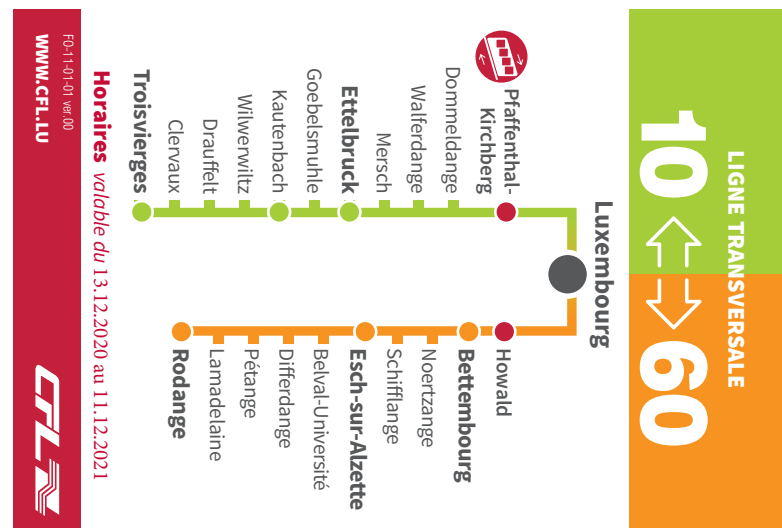 LIGNE TRANSVERSALE
10 60
Luxembourg
Pfaffenthal-
Kirchberg
Dommeldange
Walferdange
Mersch
Ettelbruck
Goebelsmuhle
Kautenbach
Wilwerwiltz
Drauffelt
Clervaux
Troisvierges
Howald
Bettembourg
Noertzange
Schifflange
Esch-sur-Alzette
Belval-Université
Differdange
Pétange
Lamadelaine
Rodange
Horaires valable du 13.12.2020 au 11.12.2021
F0-11-01-01 ver.00
WWW.CFL.LU
CFL